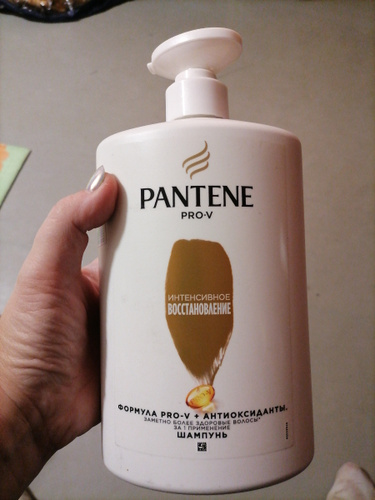 PANTENE
PRO-V
ИНТЕНСИВНОЕ
ВОССТАНОВЛЕНИЕ
ФОРМУЛА PRO-V + АНТИОКСИДАНТЫ.
ЗАМЕТНО БОЛЕЕ ЗДОРОВЫЕ ВОЛОСЫ*
ЗА 1 ПРИМЕНЕНИЕ
ШАМПУНЬ